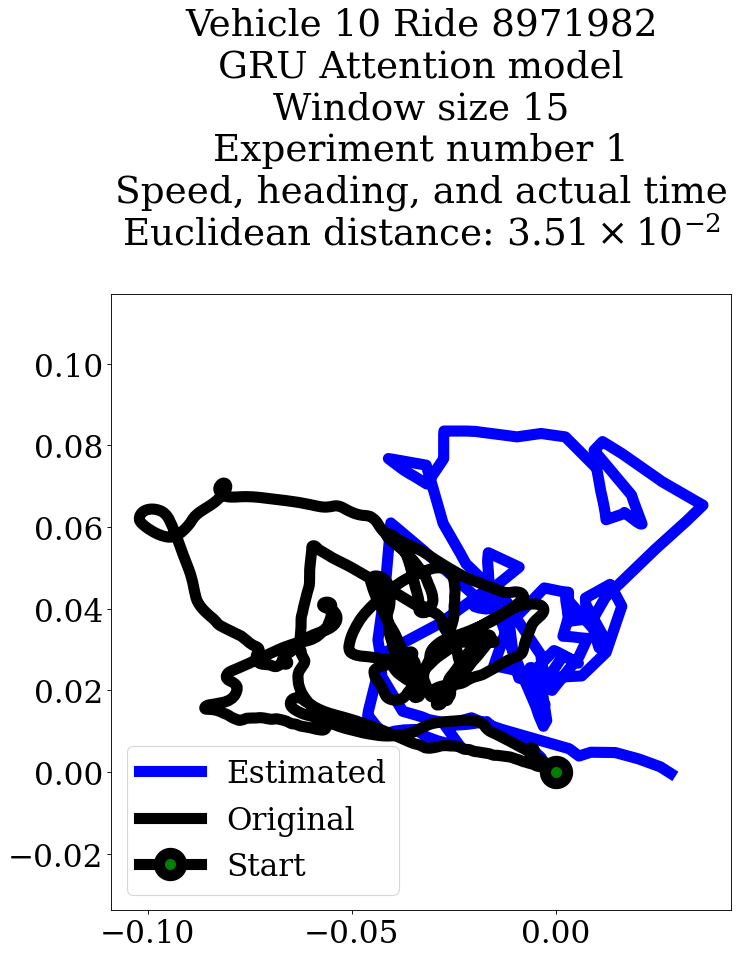 Vehicle 10 Ride 8971982
GRU Attention model
Window size 15
Experiment number 1
Speed, heading, and actual time
Euclidean distance: 3.51 × 10⁻²
0.10
0.08
0.06
0.04
0.02
0.00
−0.02
Estimated
Original
Start
−0.10
−0.05
0.00